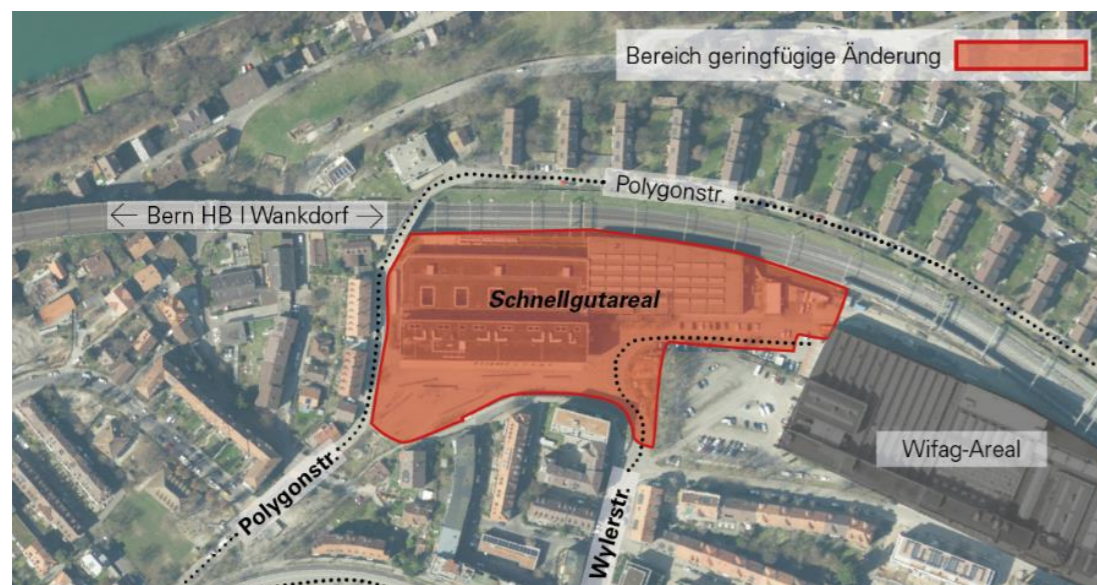 Bereich geringfügige Änderung
Polygonstr.
← Bern HB I Wankdorf →
Schnellgutareal
Wifag-Areal
Polygonstr.
Wylerstr.